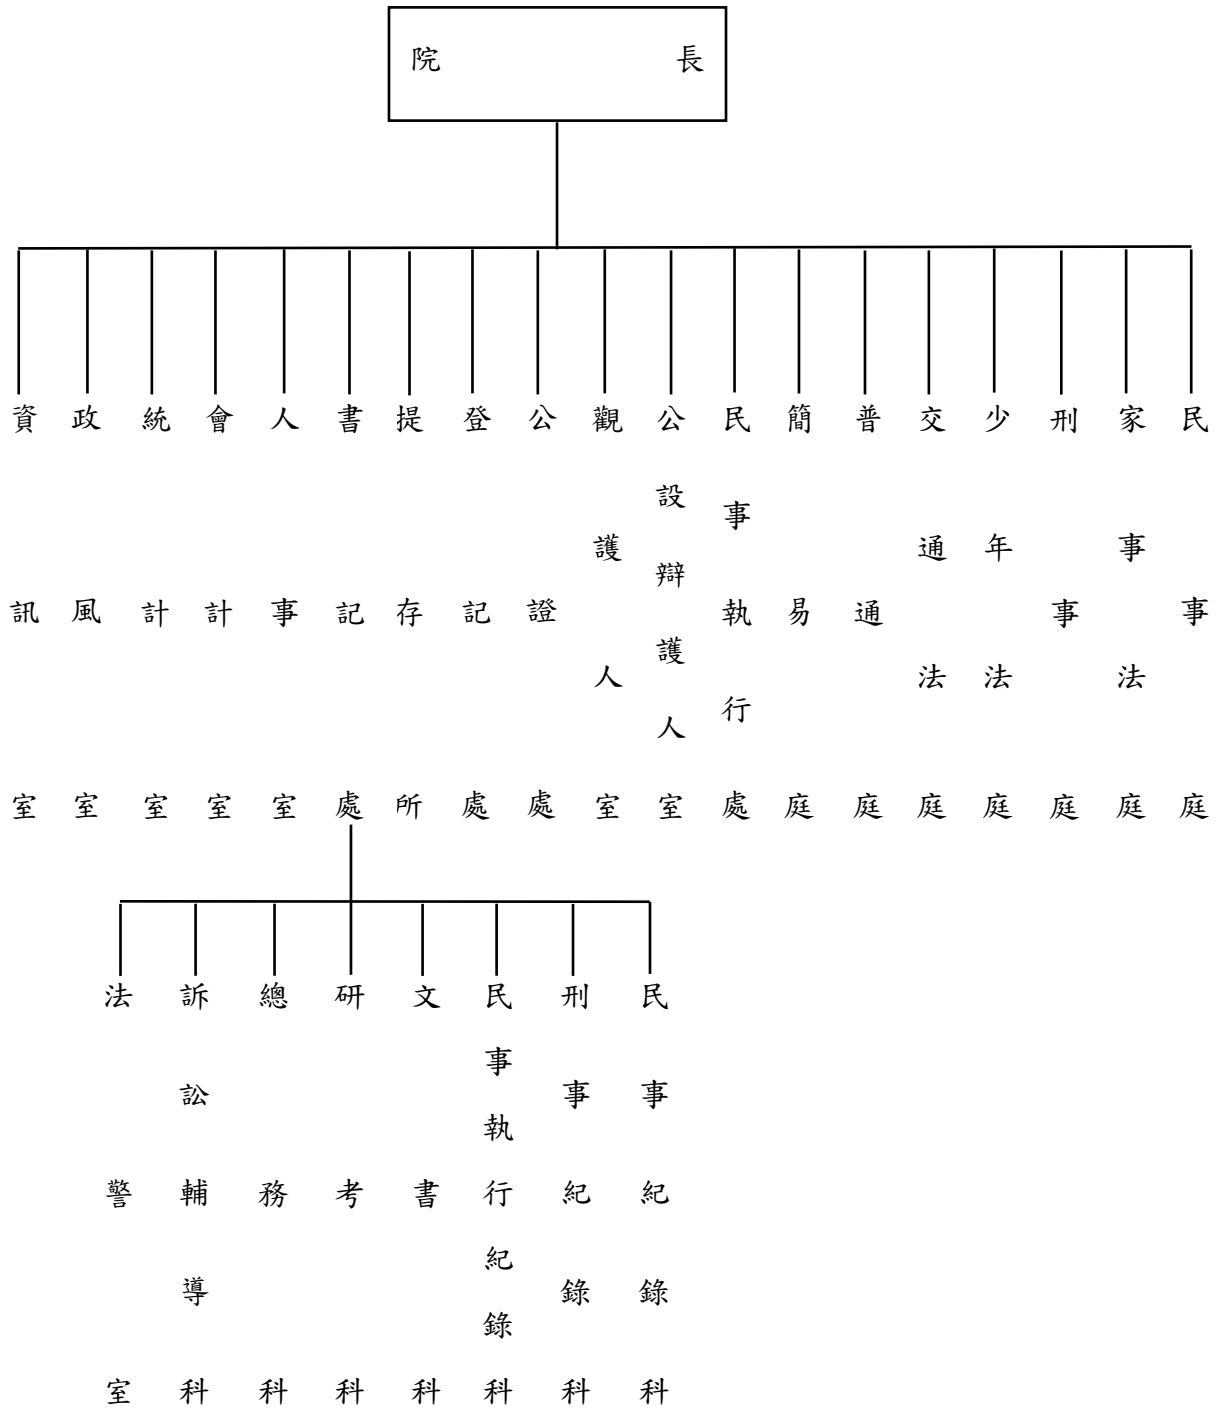 院長
民事庭
家事法庭
刑事庭
少年法庭
交通法庭
普通庭
簡易庭
民事執行處
公設辯護人室
觀護人室
公證處
登記處
提存所
書記處
人事室
會計室
統計室
政風室
資訊室
民事紀錄科
刑事紀錄科
民事執行紀錄科
文書科
研考科
總務科
訴訟輔導科
法警室